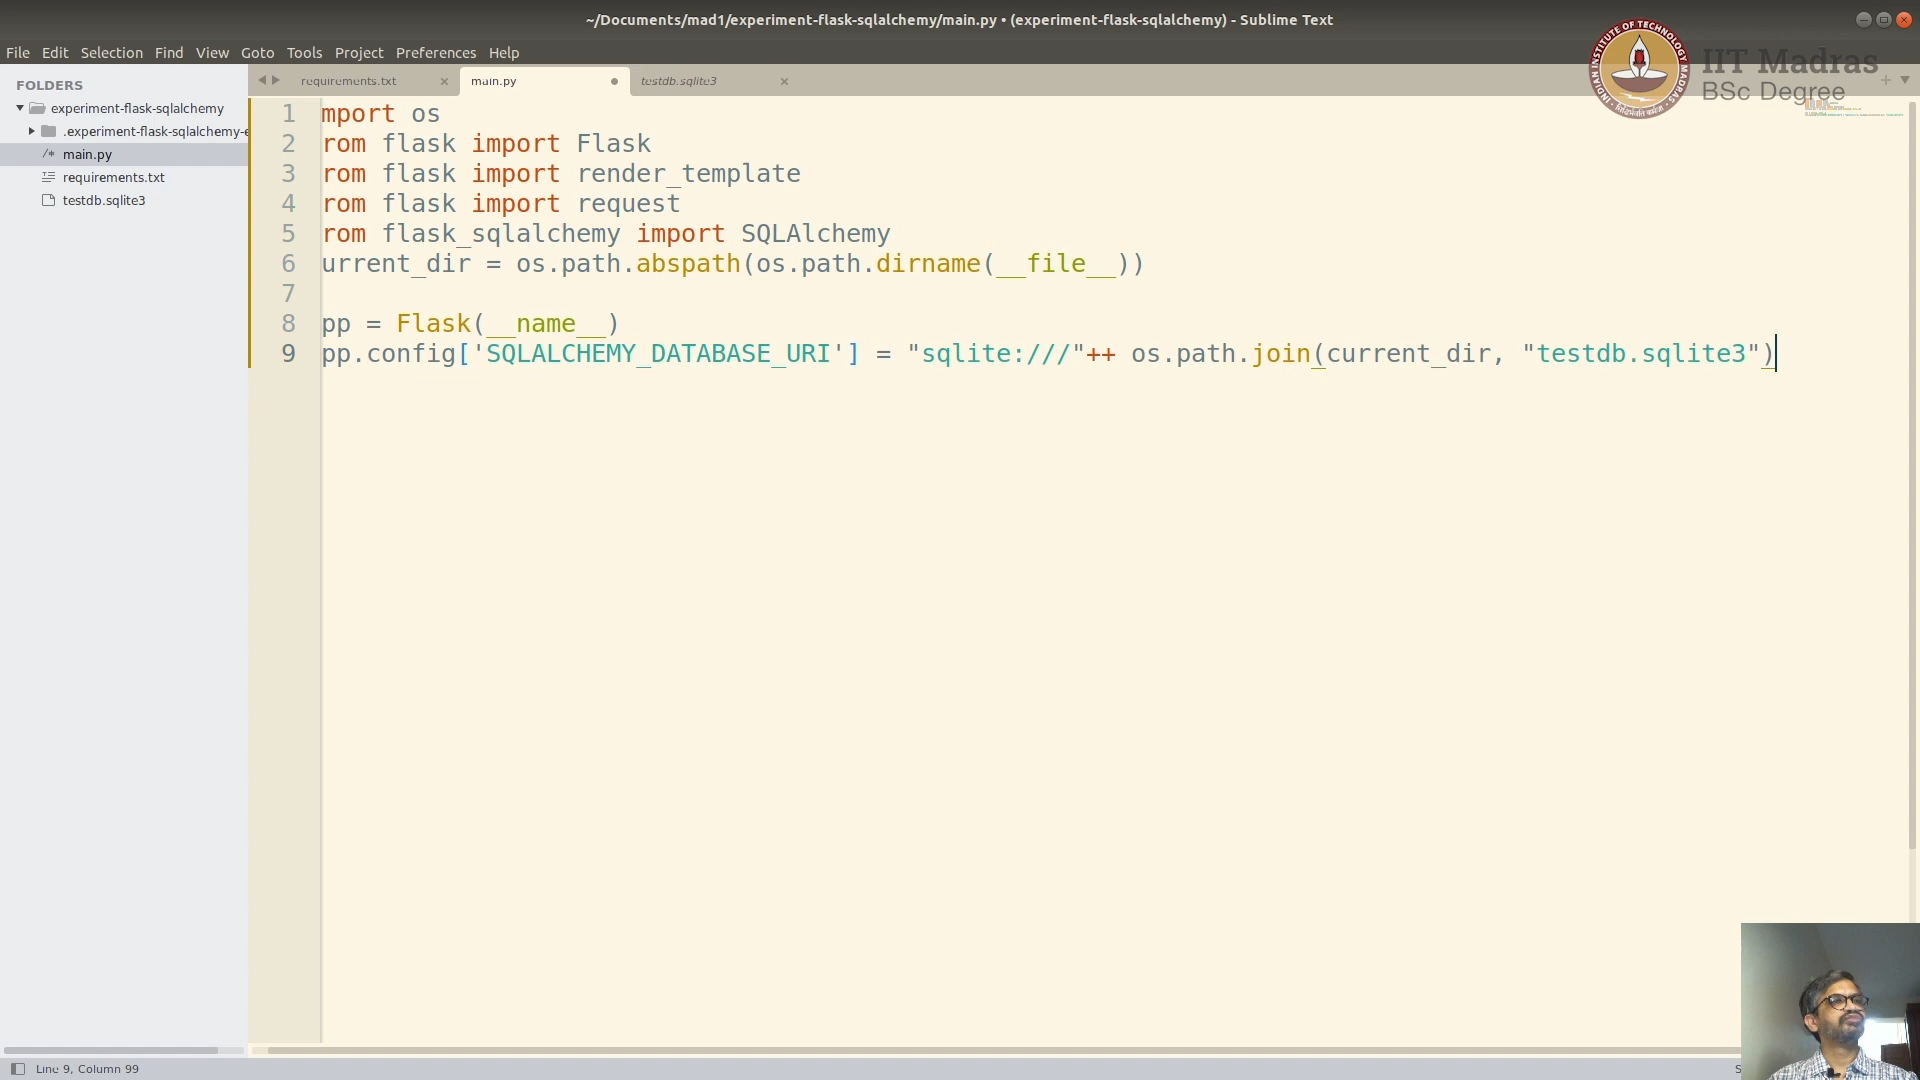 ~/Documents/mad1/experiment-flask-sqlalchemy/main.py • (experiment-flask-sqlalchemy) - Sublime Text
File Edit Selection Find View Goto Tools Project Preferences Help
IIT Madras
BSc Degree
INDIAN INSTITUTE OF TECHNOLOGY MADRAS
FOLDERS
experiment-flask-sqlalchemy
.experiment-flask-sqlalchemy-e
main.py
requirements.txt
testdb.sqlite3
requirements.txt main.py testdb.sqlite3
1 mport os
2 rom flask import Flask
3 rom flask import render_template
4 rom flask import request
5 rom flask_sqlalchemy import SQLAlchemy
6 urrent_dir = os.path.abspath(os.path.dirname(__file__))
7
8 pp = Flask(__name__)
9 pp.config['SQLALCHEMY_DATABASE_URI'] = "sqlite:///"++ os.path.join(current_dir, "testdb.sqlite3")
Line 9, Column 99